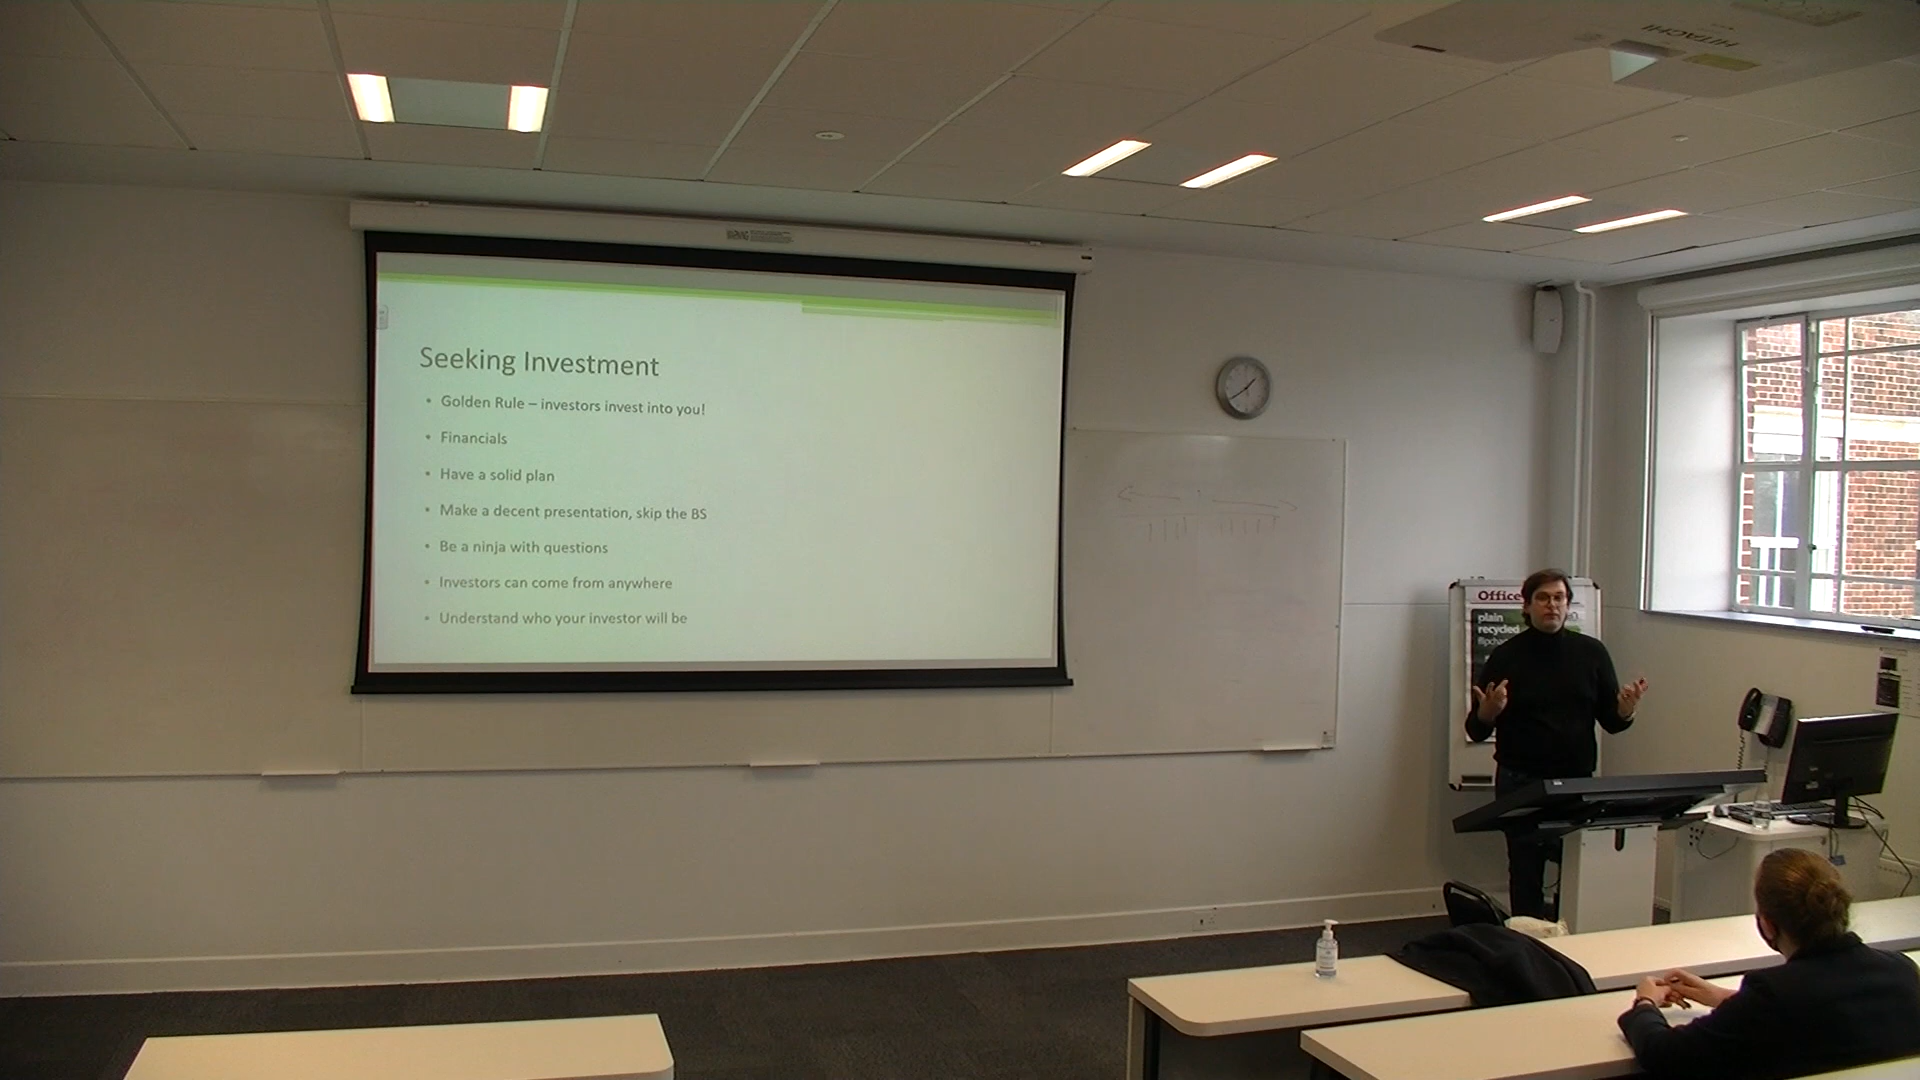 HITACHI
Seeking Investment
• Golden Rule – investors invest into you!
• Financials
• Have a solid plan
• Make a decent presentation, skip the BS
• Be a ninja with questions
• Investors can come from anywhere
• Understand who your investor will be
Office
plain
recycled